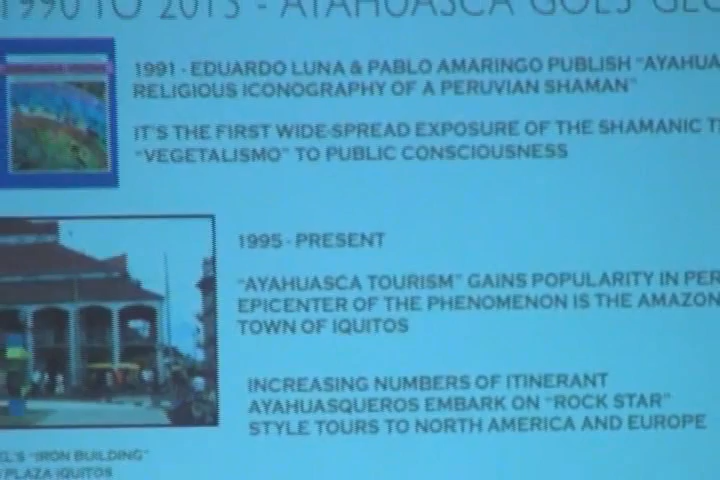 1990 TO 2015 - AYAHUASCA GOES
1991 - EDUARDO LUNA & PABLO AMARINGO PUBLISH "AYAHUA
RELIGIOUS ICONOGRAPHY OF A PERUVIAN SHAMAN"
IT'S THE FIRST WIDE-SPREAD EXPOSURE OF THE SHAMANIC T
"VEGETALISMO" TO PUBLIC CONSCIOUSNESS
1995 - PRESENT
"AYAHUASCA TOURISM" GAINS POPULARITY IN PER
EPICENTER OF THE PHENOMENON IS THE AMAZON
TOWN OF IQUITOS
INCREASING NUMBERS OF ITINERANT
AYAHUASQUEROS EMBARK ON "ROCK STAR"
STYLE TOURS TO NORTH AMERICA AND EUROPE
"IRON BUILDING"
PLAZA IQUITOS